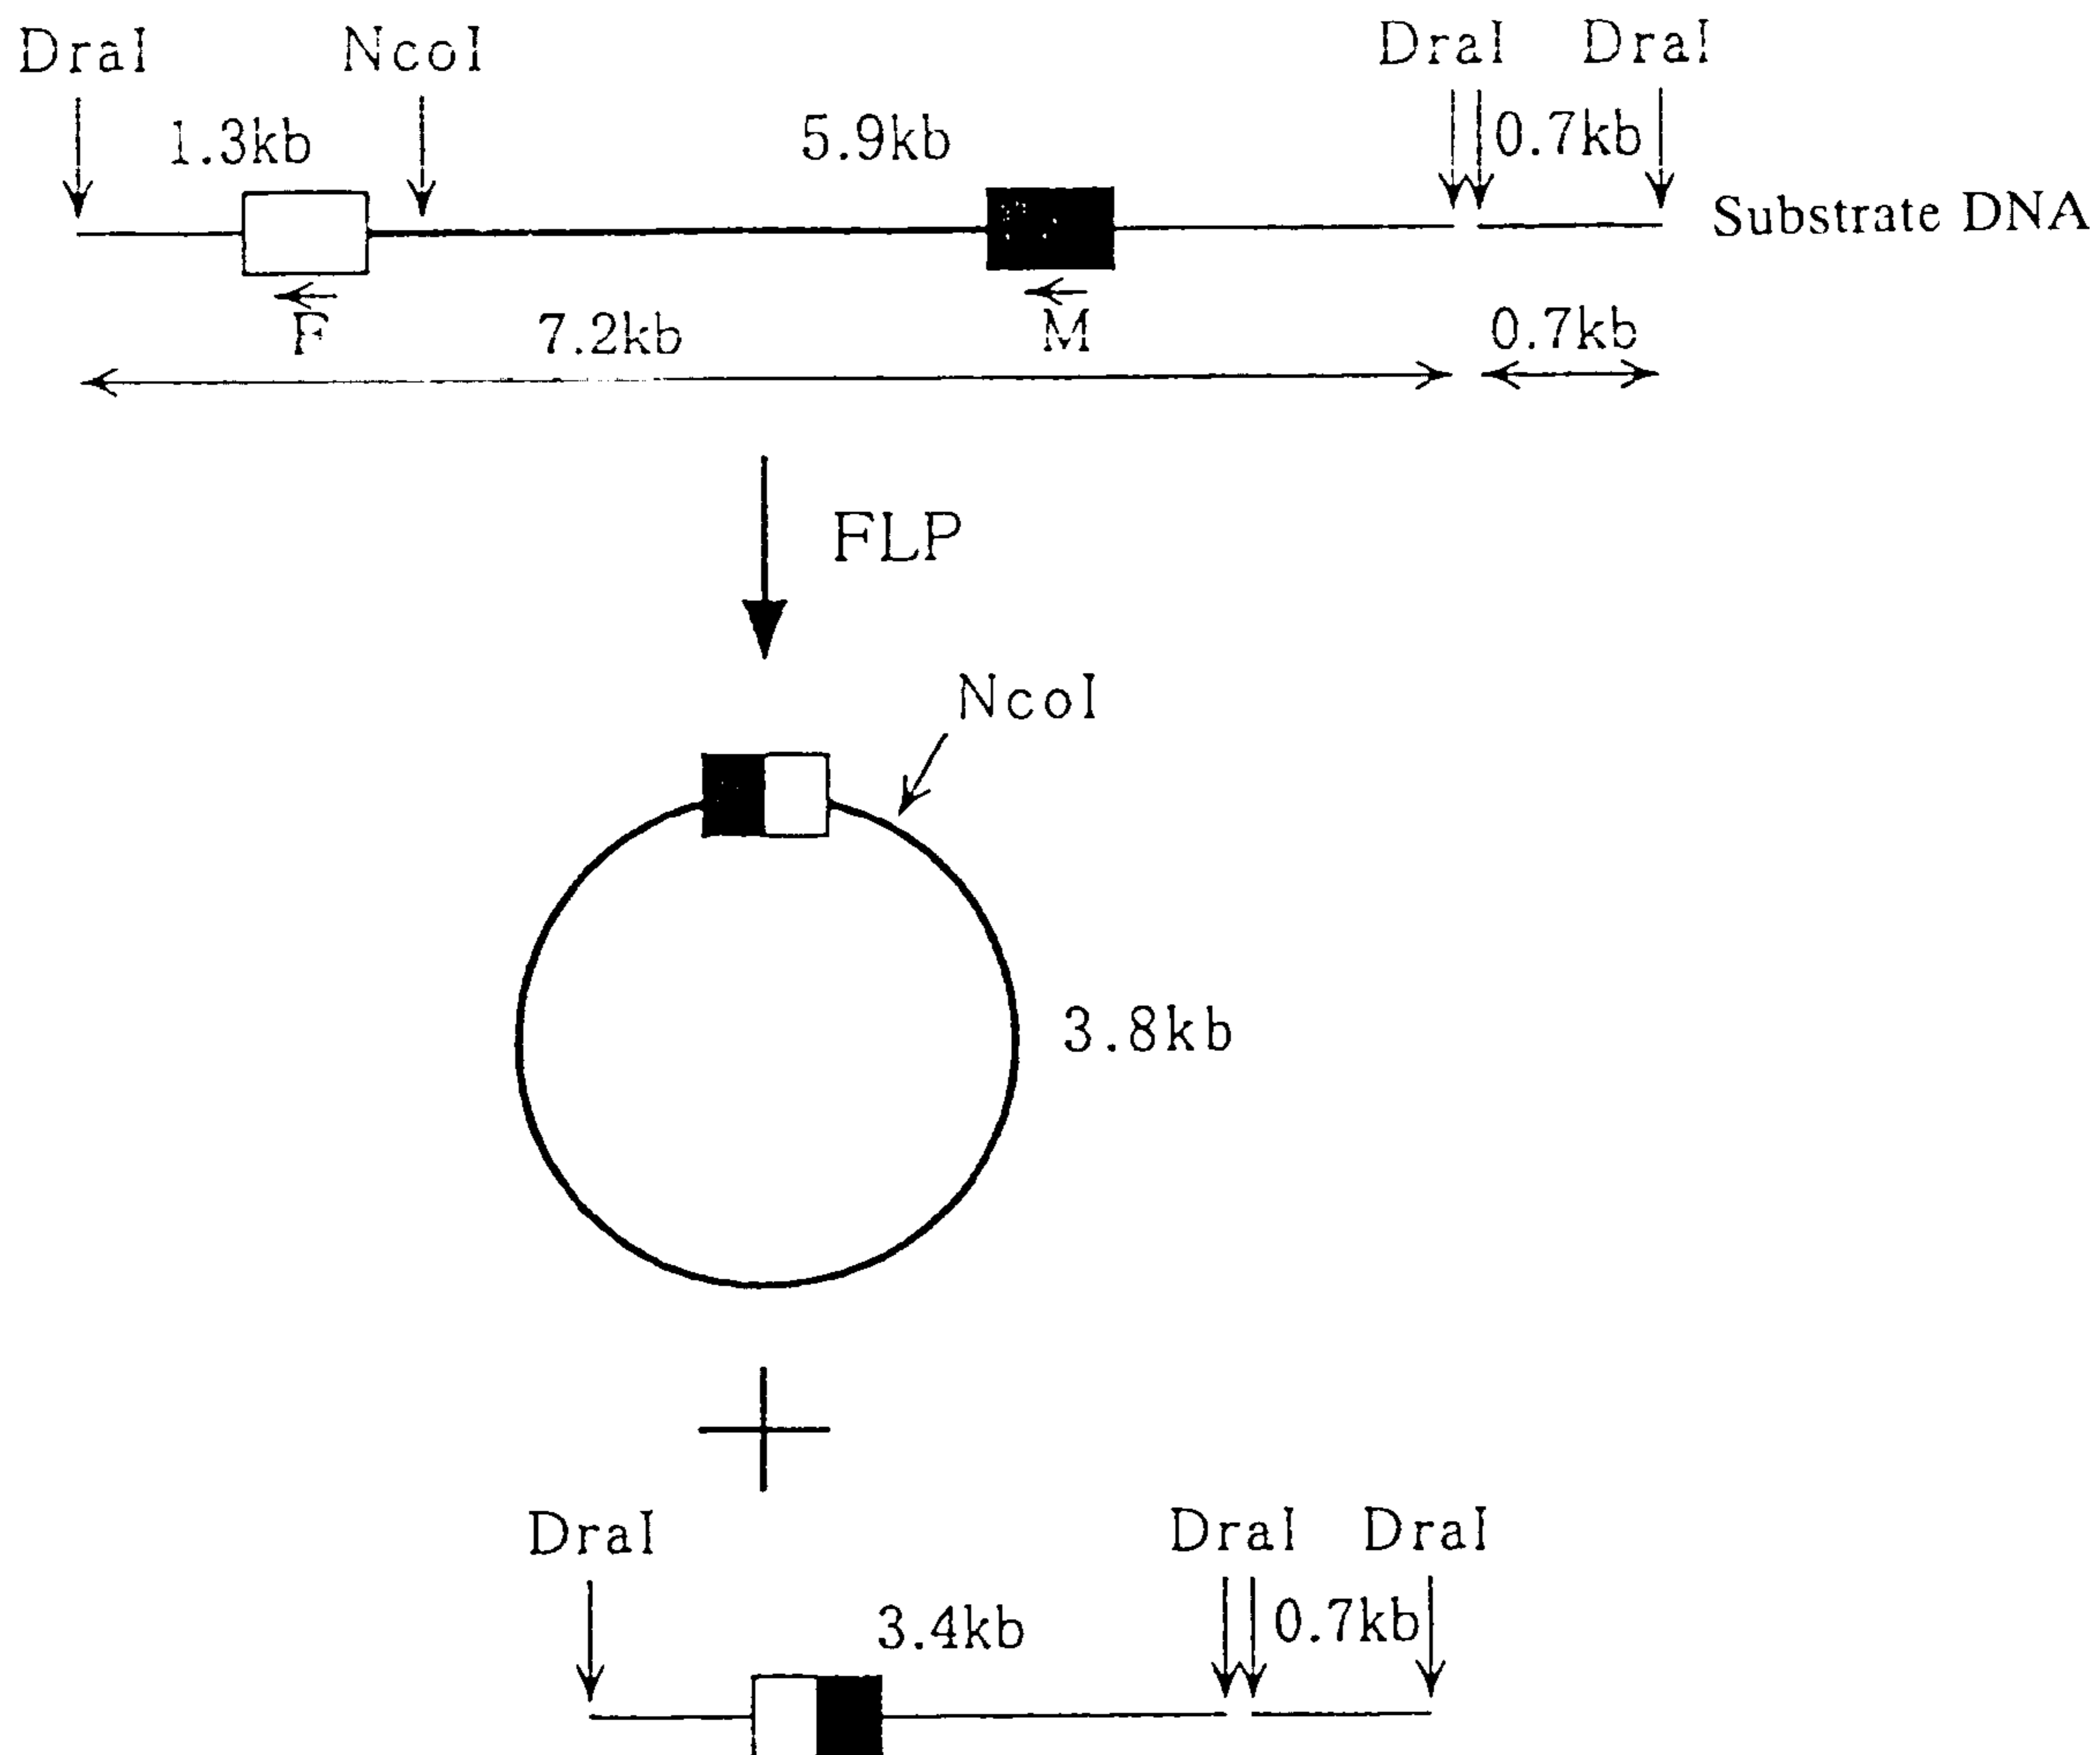 DraI NcoI DraI DraI
1.3kb 5.9kb 0.7kb
Substrate DNA
F M
7.2kb 0.7kb
FLP
NcoI
3.8kb
DraI DraI DraI
3.4kb 0.7kb